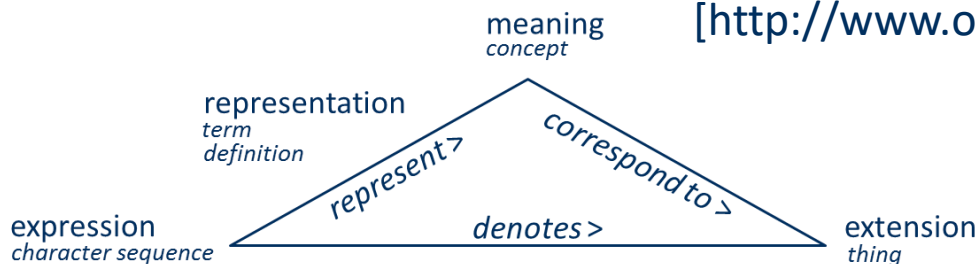 meaning
concept
[http://www.o
representation
term
definition
represent >
correspond to >
expression
character sequence
denotes >
extension
thing